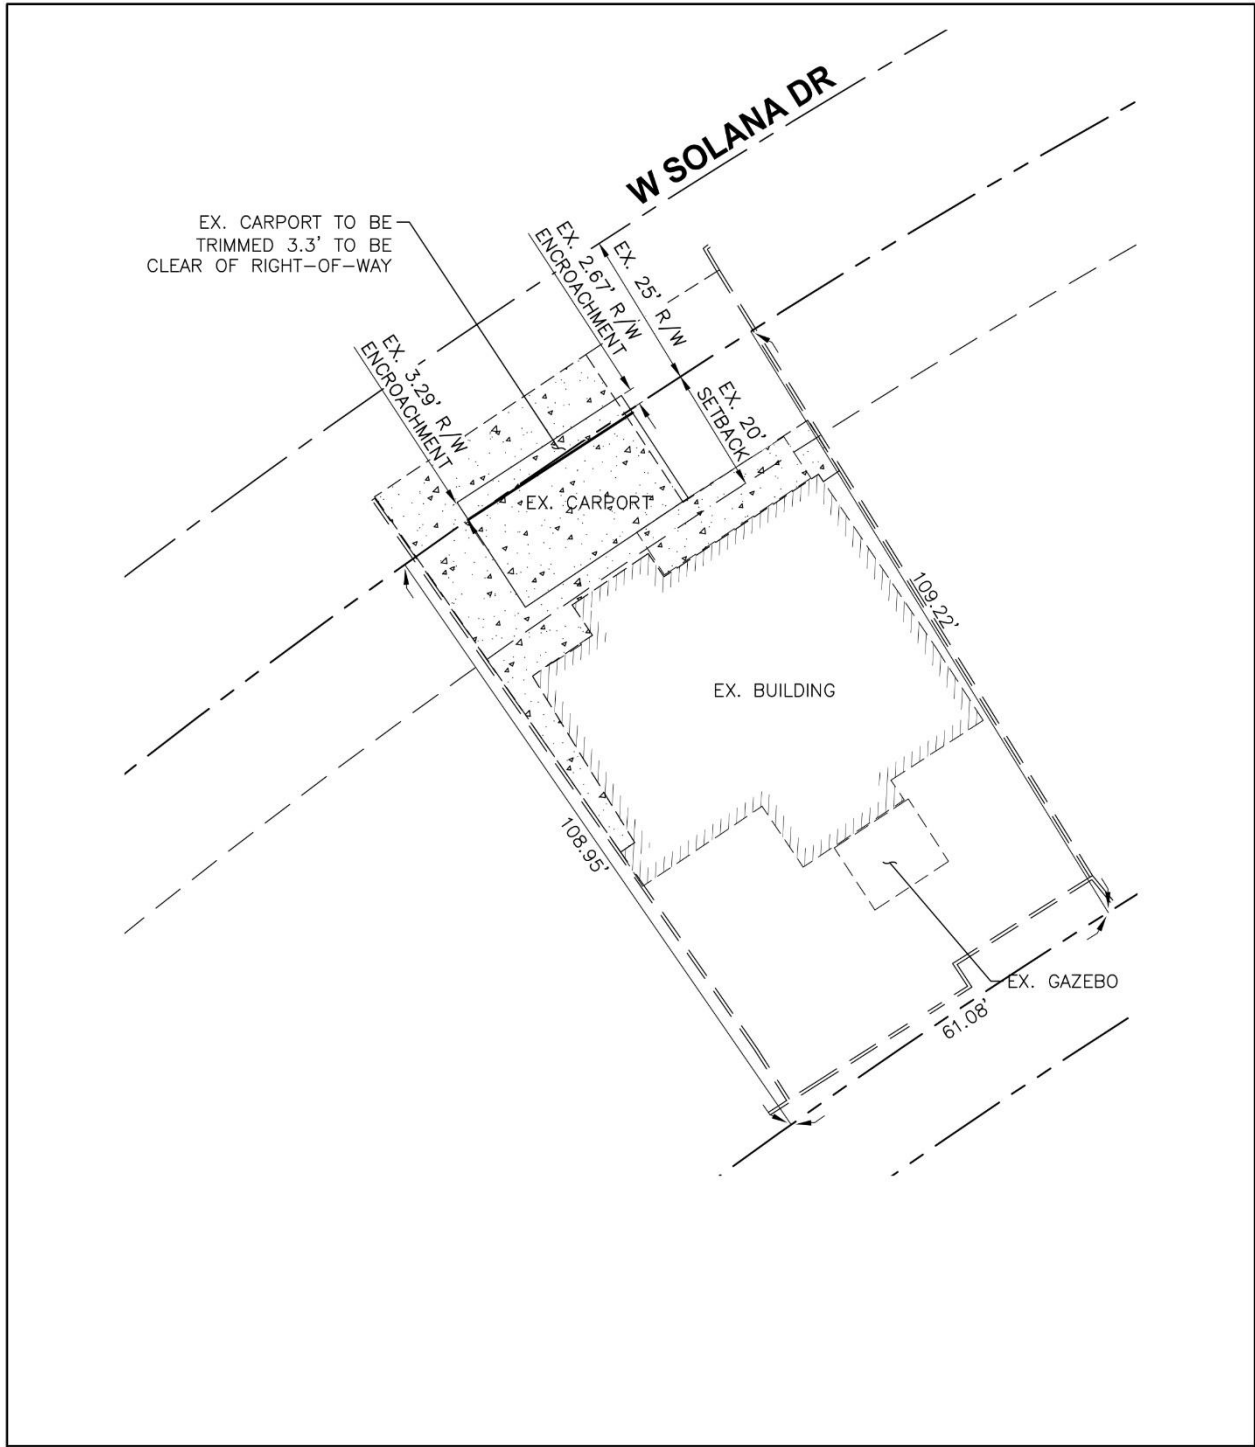 W SOLANA DR
EX. CARPORT TO BE
TRIMMED 3.3' TO BE
CLEAR OF RIGHT-OF-WAY
EX. 2.67' R/W
ENCROACHMENT
EX. 25' R/W
EX. 3.29' R/W
ENCROACHMENT
EX. 20'
SETBACK
EX. CARPORT
109.22'
EX. BUILDING
108.95'
EX. GAZEBO
61.08'